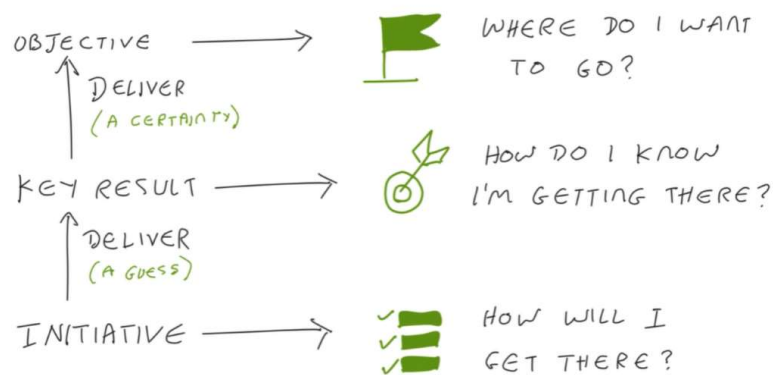 OBJECTIVE
WHERE DO I WANT
TO GO?
DELIVER
(A CERTAINTY)
KEY RESULT
HOW DO I KNOW
I'M GETTING THERE?
DELIVER
(A GUESS)
INITIATIVE
HOW WILL I
GET THERE?